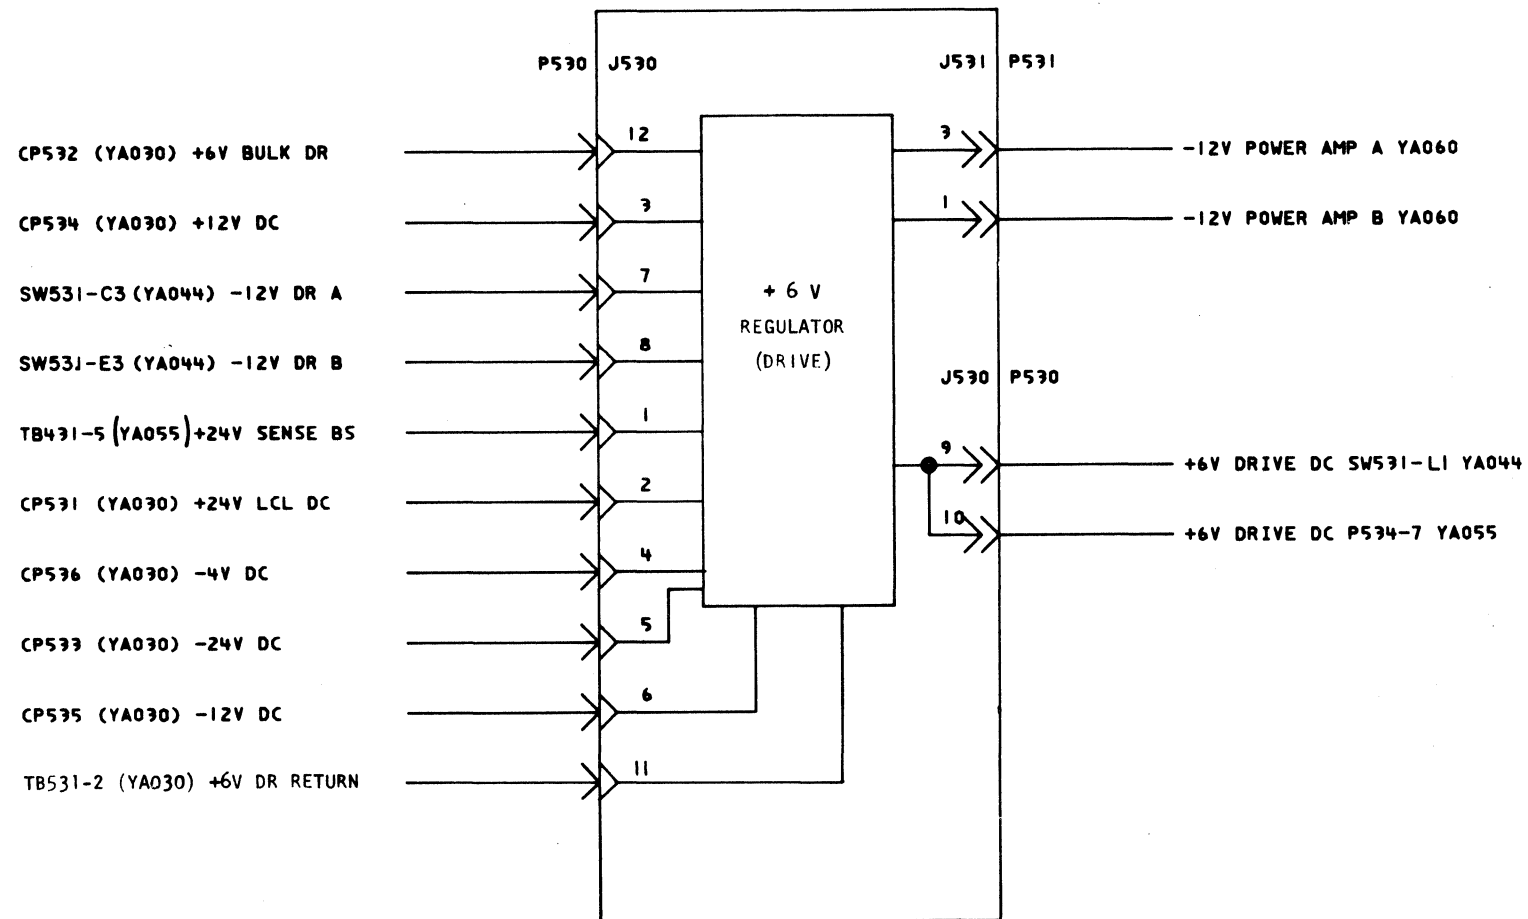 P530 J530
J531 P531
CP532 (YA030) +6V BULK DR
12
3
-12V POWER AMP A YA060
CP534 (YA030) +12V DC
3
1
-12V POWER AMP B YA060
SW531-C3 (YA044) -12V DR A
7
+ 6 V
REGULATOR
(DRIVE)
SW531-E3 (YA044) -12V DR B
8
J530 P530
TB431-5 (YA055) +24V SENSE BS
1
9
+6V DRIVE DC SW531-L1 YA044
CP531 (YA030) +24V LCL DC
2
10
+6V DRIVE DC P534-7 YA055
CP536 (YA030) -4V DC
4
CP533 (YA030) -24V DC
5
CP535 (YA030) -12V DC
6
TB531-2 (YA030) +6V DR RETURN
11